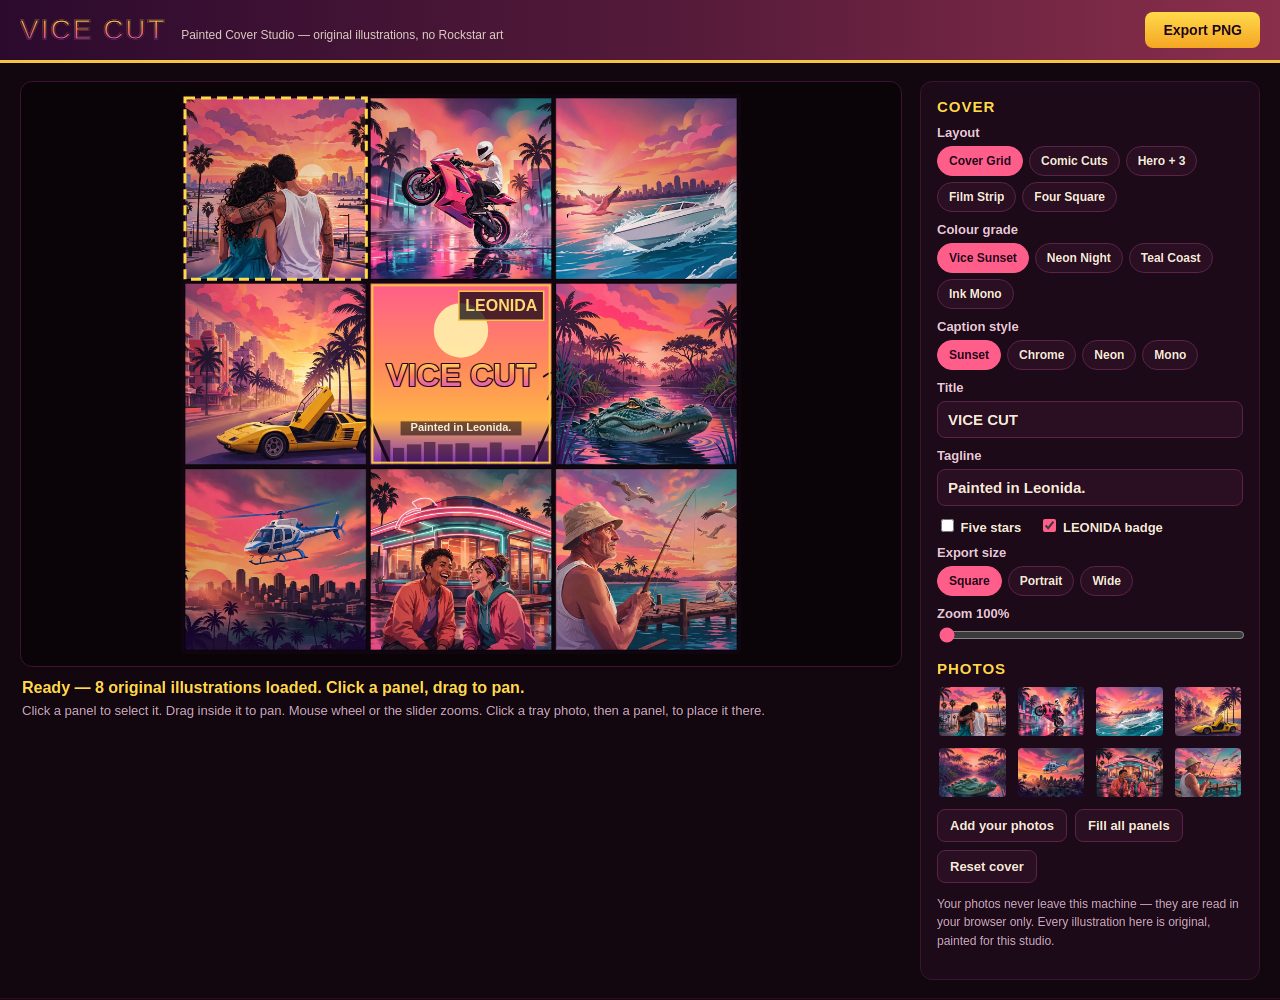 VICE CUT
Painted Cover Studio — original illustrations, no Rockstar art
Export PNG
LEONIDA
VICE CUT
Painted in Leonida.
Ready — 8 original illustrations loaded. Click a panel, drag to pan.
Click a panel to select it. Drag inside it to pan. Mouse wheel or the slider zooms. Click a tray photo, then a panel, to place it there.
COVER
Layout
Cover Grid
Comic Cuts
Hero + 3
Film Strip
Four Square
Colour grade
Vice Sunset
Neon Night
Teal Coast
Ink Mono
Caption style
Sunset
Chrome
Neon
Mono
Title
VICE CUT
Tagline
Painted in Leonida.
Five stars
LEONIDA badge
Export size
Square
Portrait
Wide
Zoom 100%
PHOTOS
Add your photos
Fill all panels
Reset cover
Your photos never leave this machine — they are read in
your browser only. Every illustration here is original,
painted for this studio.